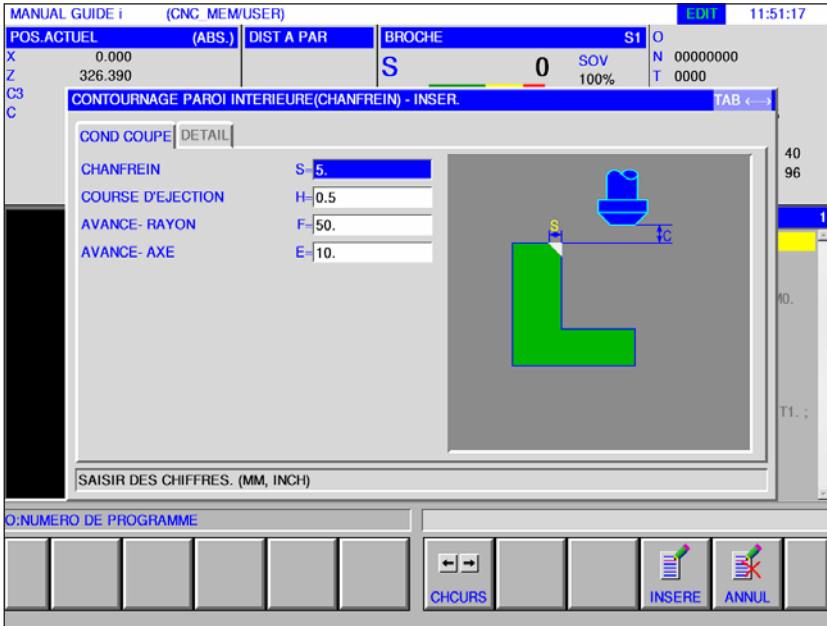 MANUAL GUIDE i (CNC_MEM/USER) EDIT 11:51:17
POS.ACTUEL (ABS.) DIST A PAR BROCHE S1 O
X 0.000 N 00000000
Z 326.390 S 0 SOV 100% T 0000
C3
C
CONTOURNAGE PAROI INTERIEURE(CHANFREIN) - INSER. TAB ←→
COND COUPE DETAIL
40
96
CHANFREIN S= 5.
COURSE D'EJECTION H= 0.5
AVANCE- RAYON F= 50.
AVANCE- AXE E= 10.
S
C
1
M0.
T1. ;
SAISIR DES CHIFFRES. (MM, INCH)
O:NUMERO DE PROGRAMME
CHCURS INSERE ANNUL